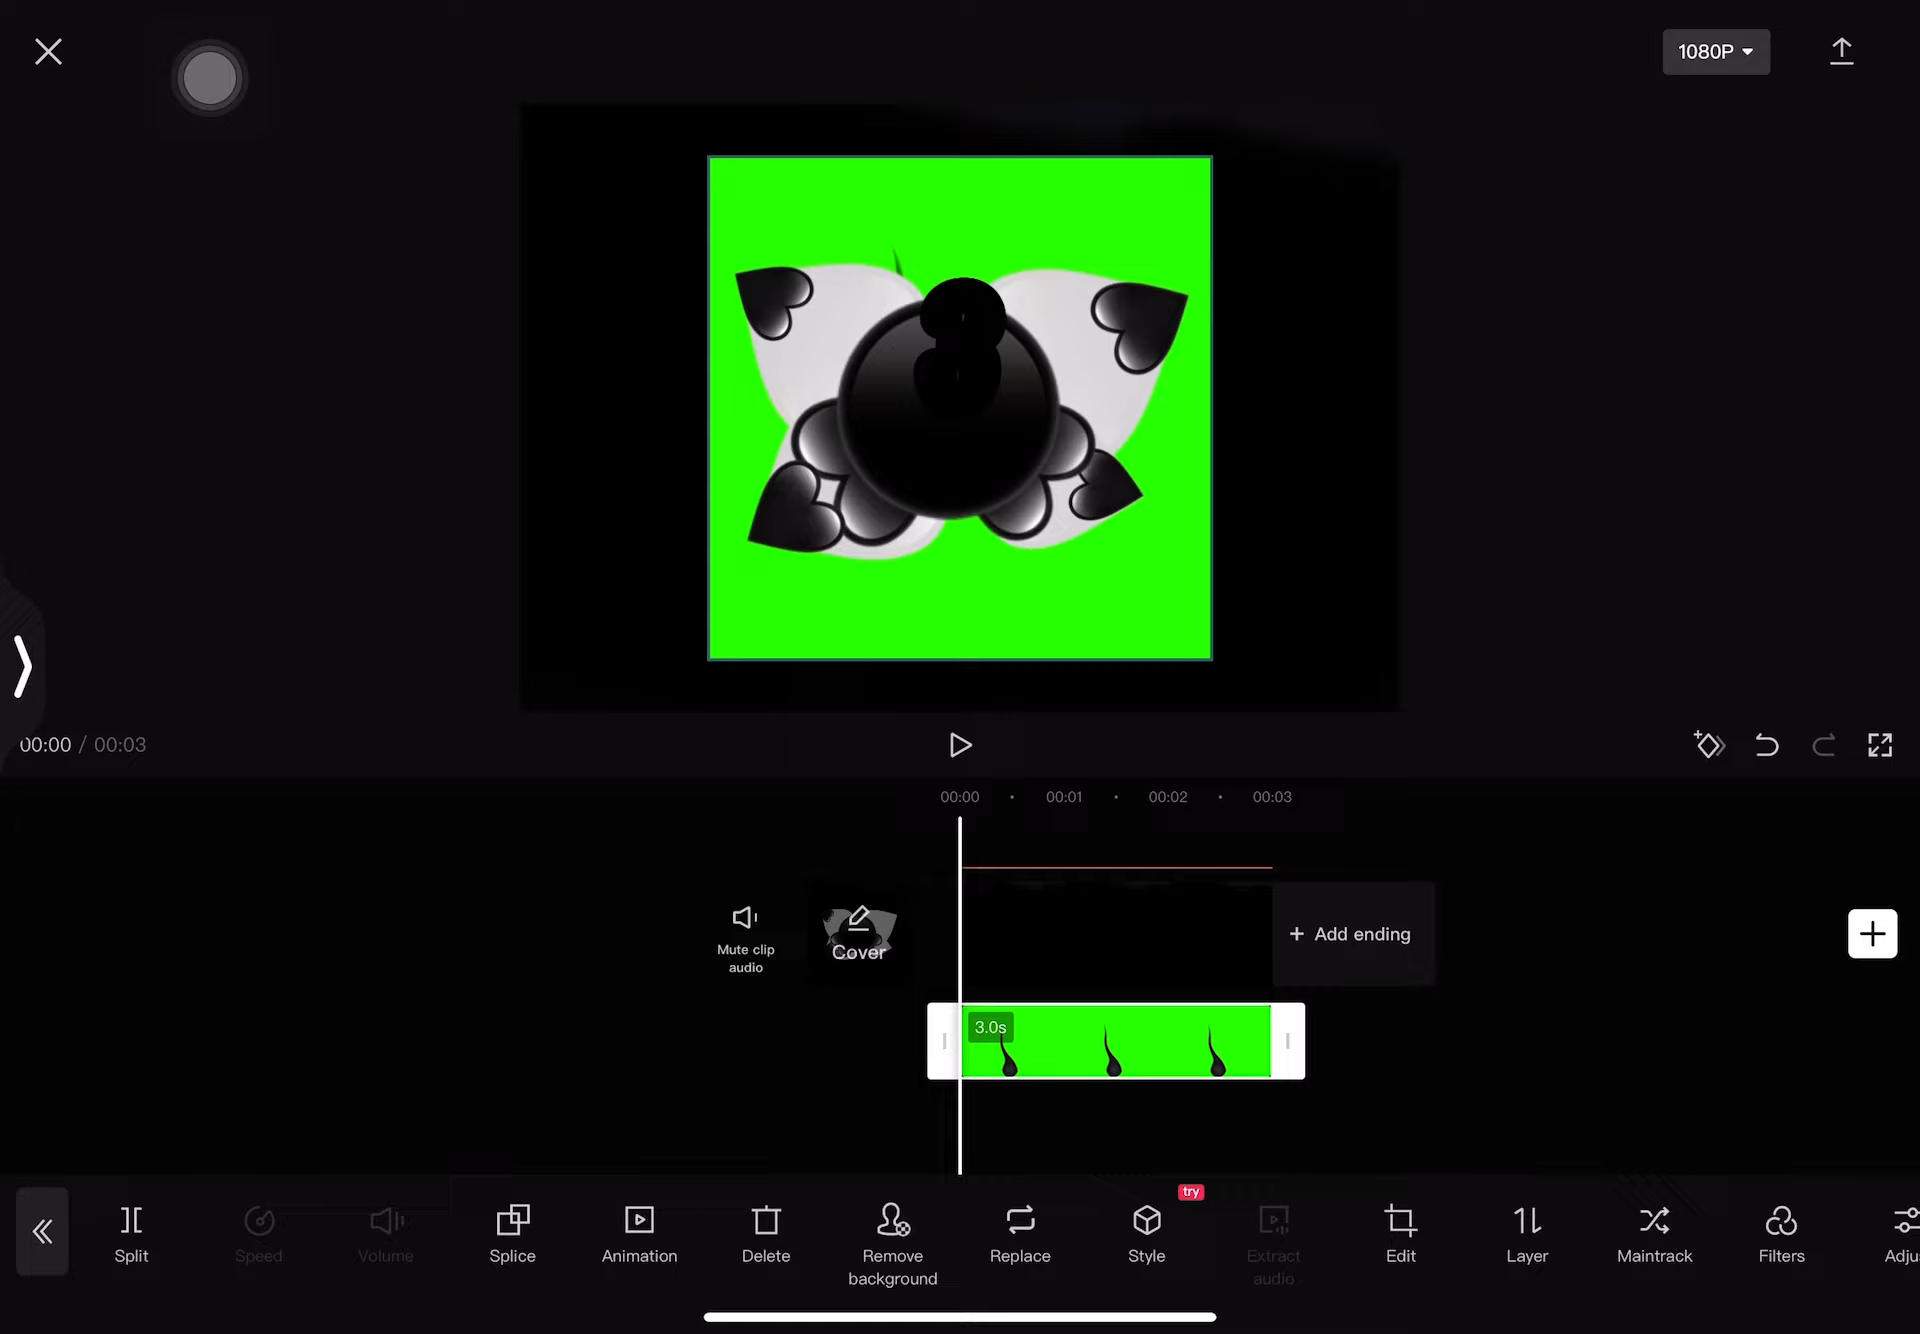 1080P
00:00 / 00:03
00:00 00:01 00:02 00:03
Mute clip
audio
Cover
+ Add ending
3.0s
try
Split
Speed
Volume
Splice
Animation
Delete
Remove
background
Replace
Style
Extract
audio
Edit
Layer
Maintrack
Filters
Adju